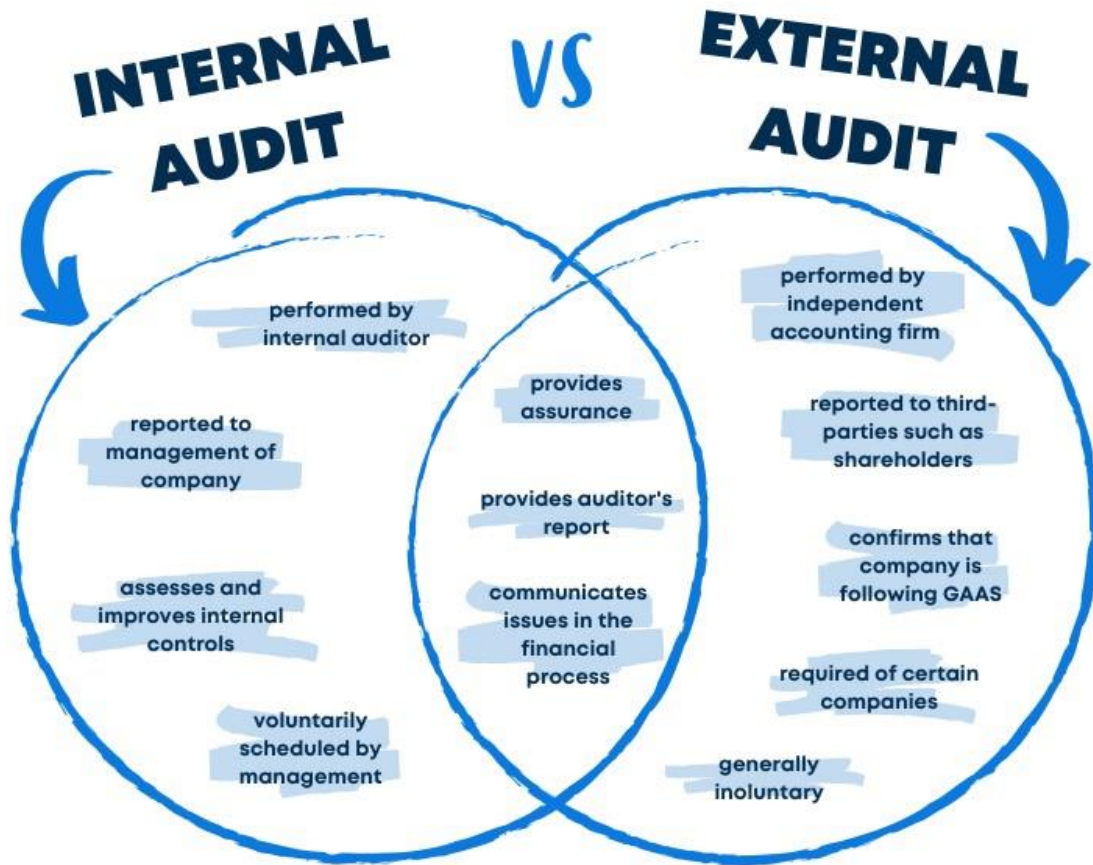 INTERNAL
AUDIT
VS
EXTERNAL
AUDIT
performed by
internal auditor
reported to
management of
company
assesses and
improves internal
controls
voluntarily
scheduled by
management
provides
assurance
provides auditor's
report
communicates
issues in the
financial
process
performed by
independent
accounting firm
reported to third-
parties such as
shareholders
confirms that
company is
following GAAS
required of certain
companies
generally
inoluntary